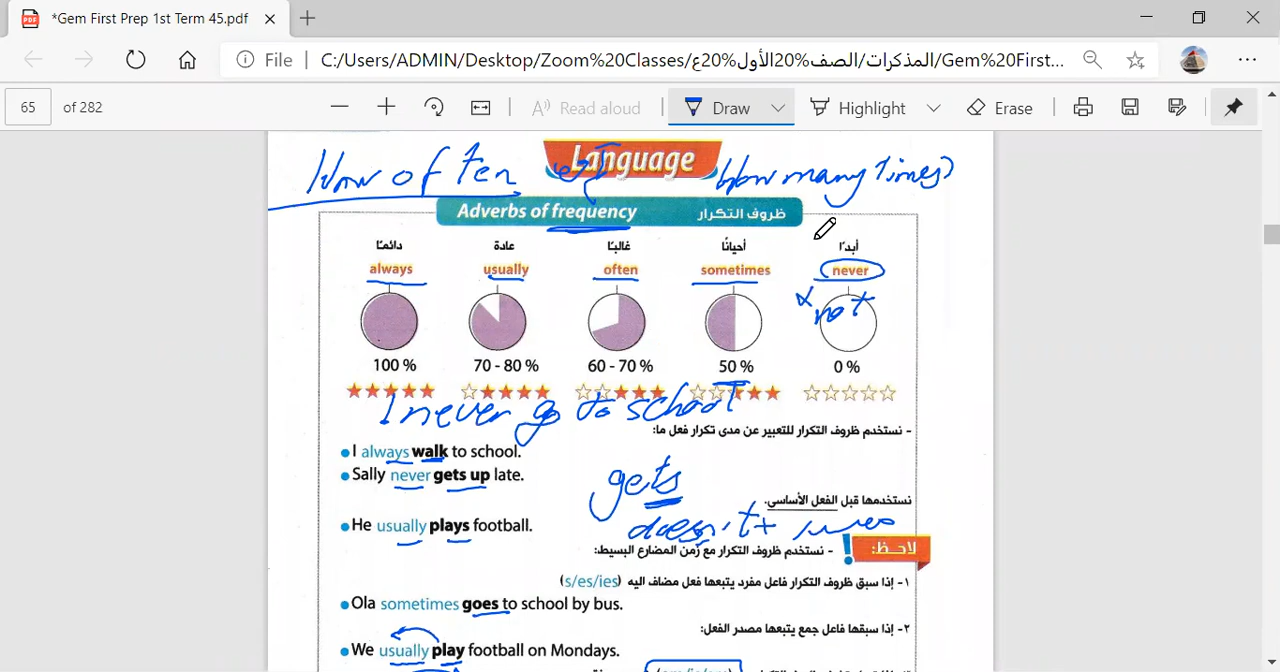 *Gem First Prep 1st Term 45.pdf
File C:/Users/ADMIN/Desktop/Zoom%20Classes/المذكرات/الصف%20الأول%20ع/Gem%20First...
65 of 282 Read aloud Draw Highlight Erase
How often Language How many times?
Adverbs of frequency ظروف التكرار
دائمًا عادة غالبًا أحيانًا أبدًا
always usually often sometimes never
not
100 % 70 - 80 % 60 - 70 % 50 % 0 %
I never go to school
- نستخدم ظروف التكرار للتعبير عن مدى تكرار فعل ما:
I always walk to school.
Sally never gets up late.
gets
نستخدمها قبل الفعل الأساسي.
doesn't +
He usually plays football.
لاحظ: ! - نستخدم ظروف التكرار مع زمن المضارع البسيط:
١- إذا سبق ظروف التكرار فاعل مفرد يتبعها فعل مضاف اليه (s/es/ies)
Ola sometimes goes to school by bus.
٢- إذا سبقها فاعل جمع يتبعها مصدر الفعل:
We usually play football on Mondays.